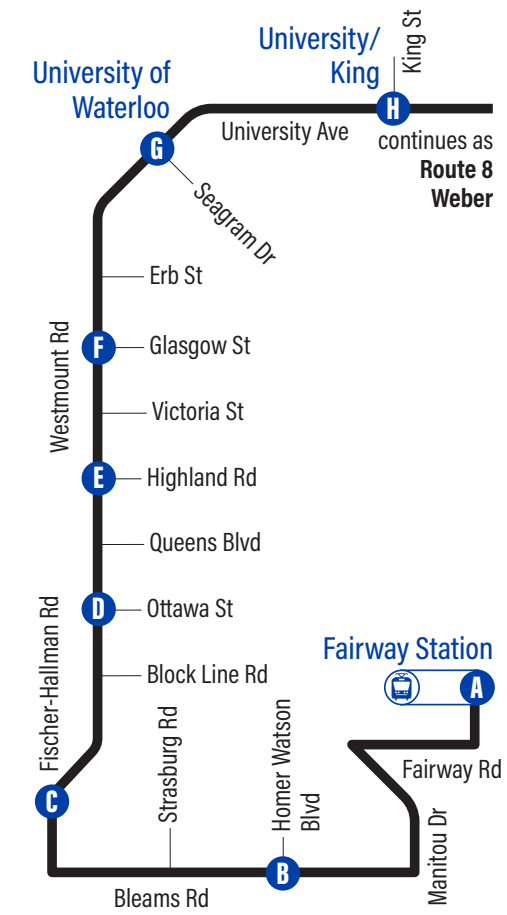 University/
King
King St
University of
Waterloo
H
University Ave
continues as
Route 8
Weber
G
Seagram Dr
Erb St
Westmount Rd
F
Glasgow St
Victoria St
E
Highland Rd
Queens Blvd
D
Ottawa St
Fischer-Hallman Rd
Block Line Rd
Fairway Station
A
Fairway Rd
C
Strasburg Rd
Homer Watson
Blvd
Manitou Dr
B
Bleams Rd